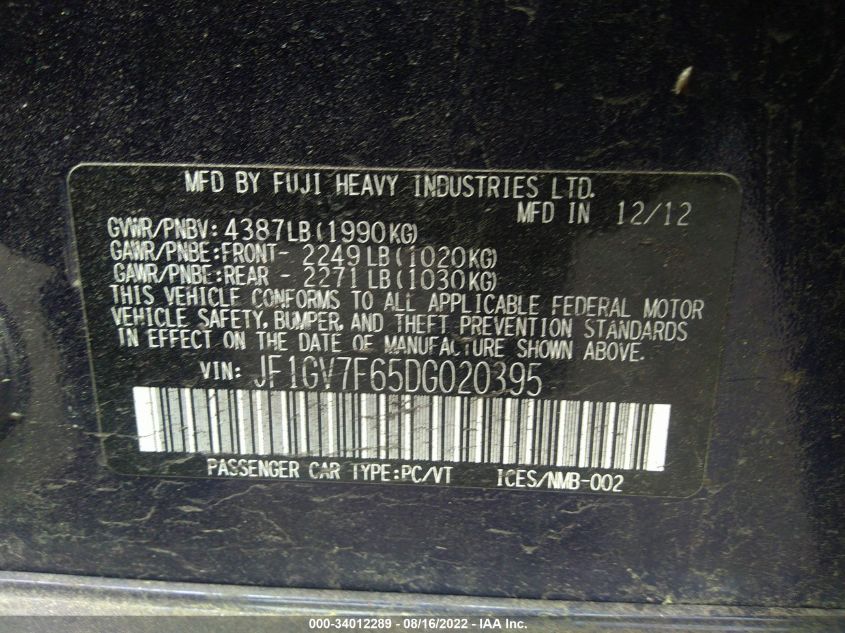 MFD BY FUJI HEAVY INDUSTRIES LTD.
MFD IN 12/12
GVWR/PNBV: 4387LB(1990KG)
GAWR/PNBE:FRONT- 2249LB(1020KG)
GAWR/PNBE:REAR - 2271LB(1030KG)
THIS VEHICLE CONFORMS TO ALL APPLICABLE FEDERAL MOTOR
VEHICLE SAFETY, BUMPER, AND THEFT PREVENTION STANDARDS
IN EFFECT ON THE DATE OF MANUFACTURE SHOWN ABOVE.
VIN: JF1GV7F65DG020395
PASSENGER CAR TYPE:PC/VT ICES/NMB-002
000-34012289 - 08/16/2022 - IAA Inc.